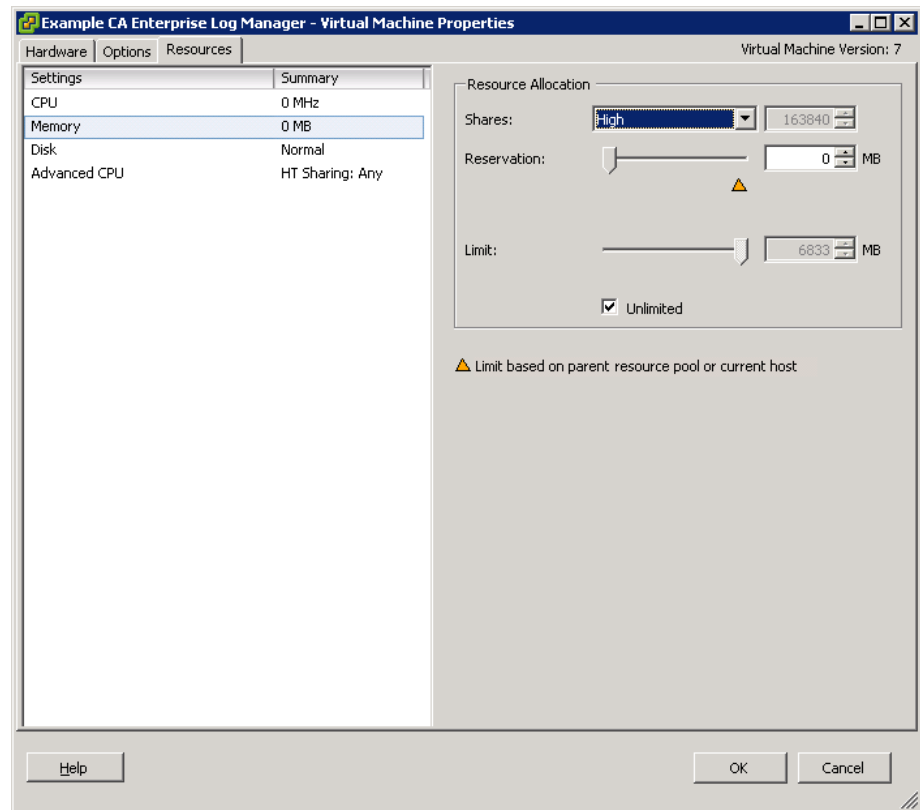 Example CA Enterprise Log Manager - Virtual Machine Properties
Hardware Options Resources Virtual Machine Version: 7
Settings Summary
CPU 0 MHz
Memory 0 MB
Disk Normal
Advanced CPU HT Sharing: Any
Resource Allocation
Shares: High 163840
Reservation: 0 MB
Limit: 6833 MB
Unlimited
Limit based on parent resource pool or current host
Help OK Cancel